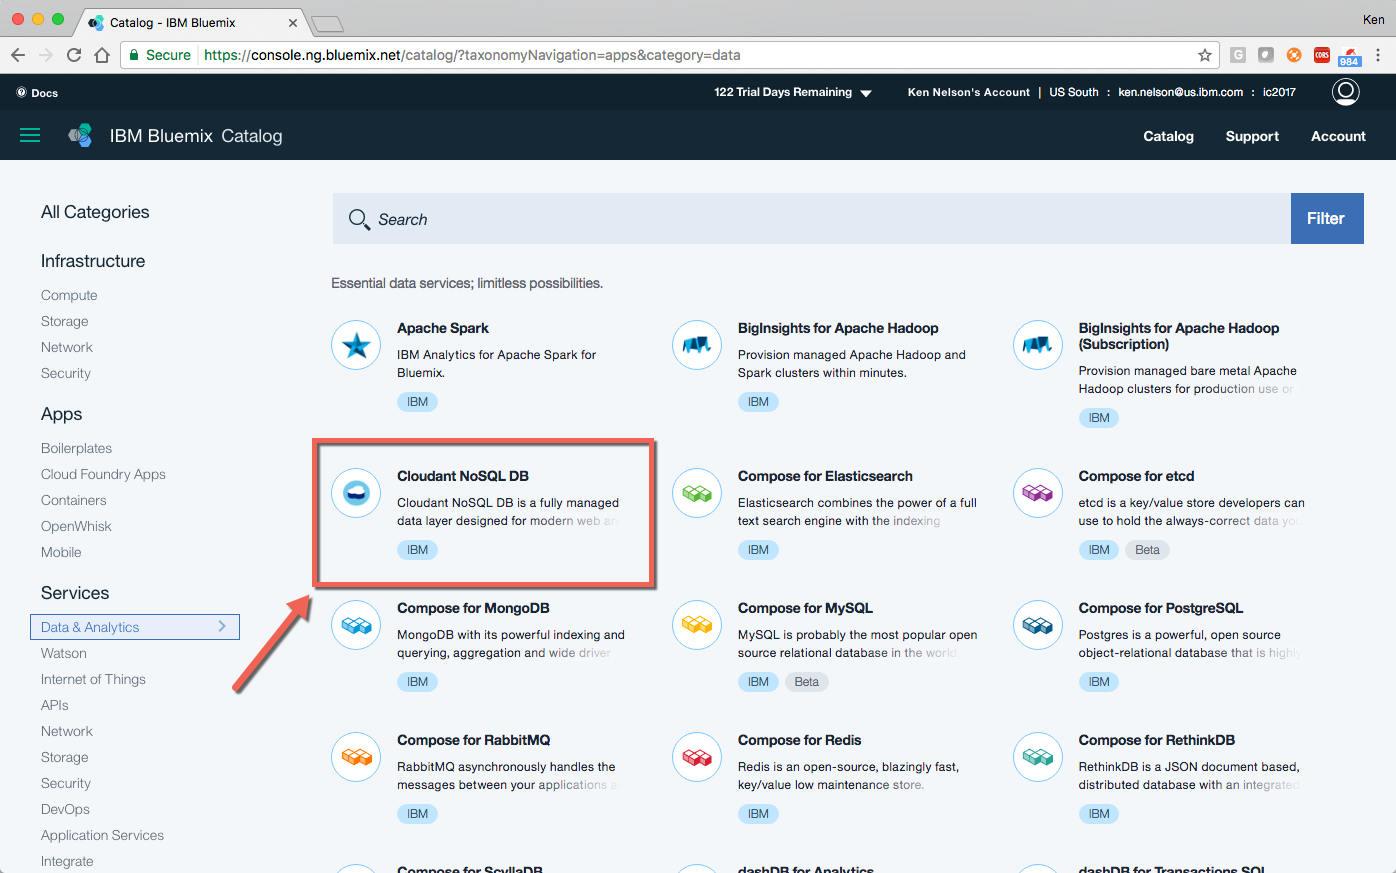 Catalog - IBM Bluemix
Ken
Secure
https://console.ng.bluemix.net/catalog/?taxonomyNavigation=apps&category=data
G
CORS
984
Docs
122 Trial Days Remaining
Ken Nelson's Account | US South : ken.nelson@us.ibm.com : ic2017
IBM Bluemix Catalog
Catalog
Support
Account
All Categories
Infrastructure
Compute
Storage
Network
Security
Apps
Boilerplates
Cloud Foundry Apps
Containers
OpenWhisk
Mobile
Services
Data & Analytics
Watson
Internet of Things
APIs
Network
Storage
Security
DevOps
Application Services
Integrate
Search
Filter
Essential data services; limitless possibilities.
Apache Spark
IBM Analytics for Apache Spark for
Bluemix.
IBM
BigInsights for Apache Hadoop
Provision managed Apache Hadoop and
Spark clusters within minutes.
IBM
BigInsights for Apache Hadoop
(Subscription)
Provision managed bare metal Apache
Hadoop clusters for production use or
IBM
Cloudant NoSQL DB
Cloudant NoSQL DB is a fully managed
data layer designed for modern web an
IBM
Compose for Elasticsearch
Elasticsearch combines the power of a full
text search engine with the indexing
IBM
Compose for etcd
etcd is a key/value store developers can
use to hold the always-correct data you
IBM
Beta
Compose for MongoDB
MongoDB with its powerful indexing and
querying, aggregation and wide driver
IBM
Compose for MySQL
MySQL is probably the most popular open
source relational database in the world.
IBM
Beta
Compose for PostgreSQL
Postgres is a powerful, open source
object-relational database that is highly
IBM
Compose for RabbitMQ
RabbitMQ asynchronously handles the
messages between your applications a
IBM
Compose for Redis
Redis is an open-source, blazingly fast,
key/value low maintenance store.
IBM
Compose for RethinkDB
RethinkDB is a JSON document based,
distributed database with an integrated
IBM
Compose for ScyllaDB
dashDB for Analytics
dashDB for Transactions SQL